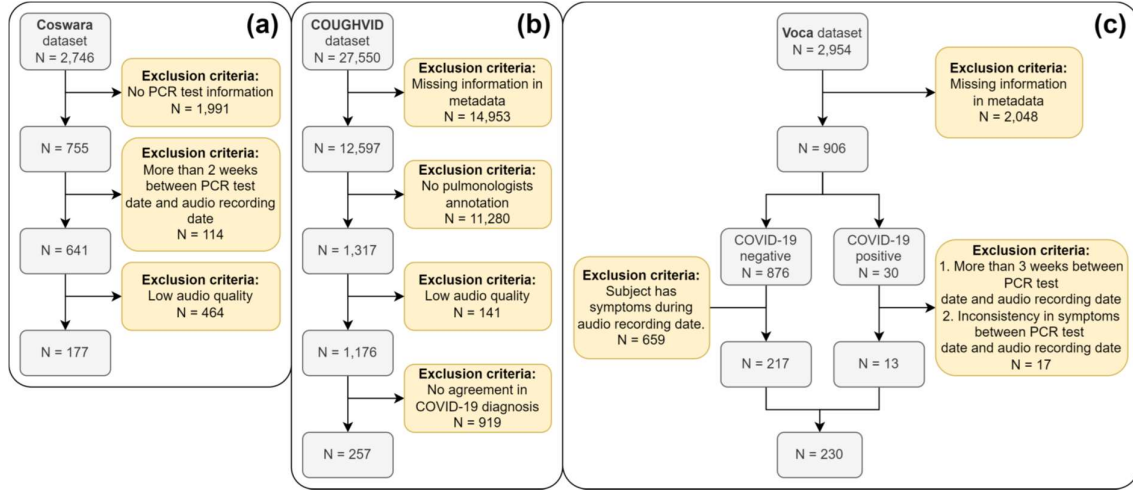 (a)
Coswara
dataset
N = 2,746
Exclusion criteria:
No PCR test information
N = 1,991
N = 755
Exclusion criteria:
More than 2 weeks
between PCR test
date and audio recording
date
N = 114
N = 641
Exclusion criteria:
Low audio quality
N = 464
N = 177
(b)
COUGHVID
dataset
N = 27,550
Exclusion criteria:
Missing information in
metadata
N = 14,953
N = 12,597
Exclusion criteria:
No pulmonologists
annotation
N = 11,280
N = 1,317
Exclusion criteria:
Low audio quality
N = 141
N = 1,176
Exclusion criteria:
No agreement in
COVID-19 diagnosis
N = 919
N = 257
(c)
Voca dataset
N = 2,954
Exclusion criteria:
Missing information
in metadata
N = 2,048
N = 906
COVID-19
negative
N = 876
COVID-19
positive
N = 30
Exclusion criteria:
Subject has
symptoms during
audio recording date.
N = 659
Exclusion criteria:
1. More than 3 weeks between
PCR test
date and audio recording date
2. Inconsistency in symptoms
between PCR test
date and audio recording date
N = 17
N = 217
N = 13
N = 230